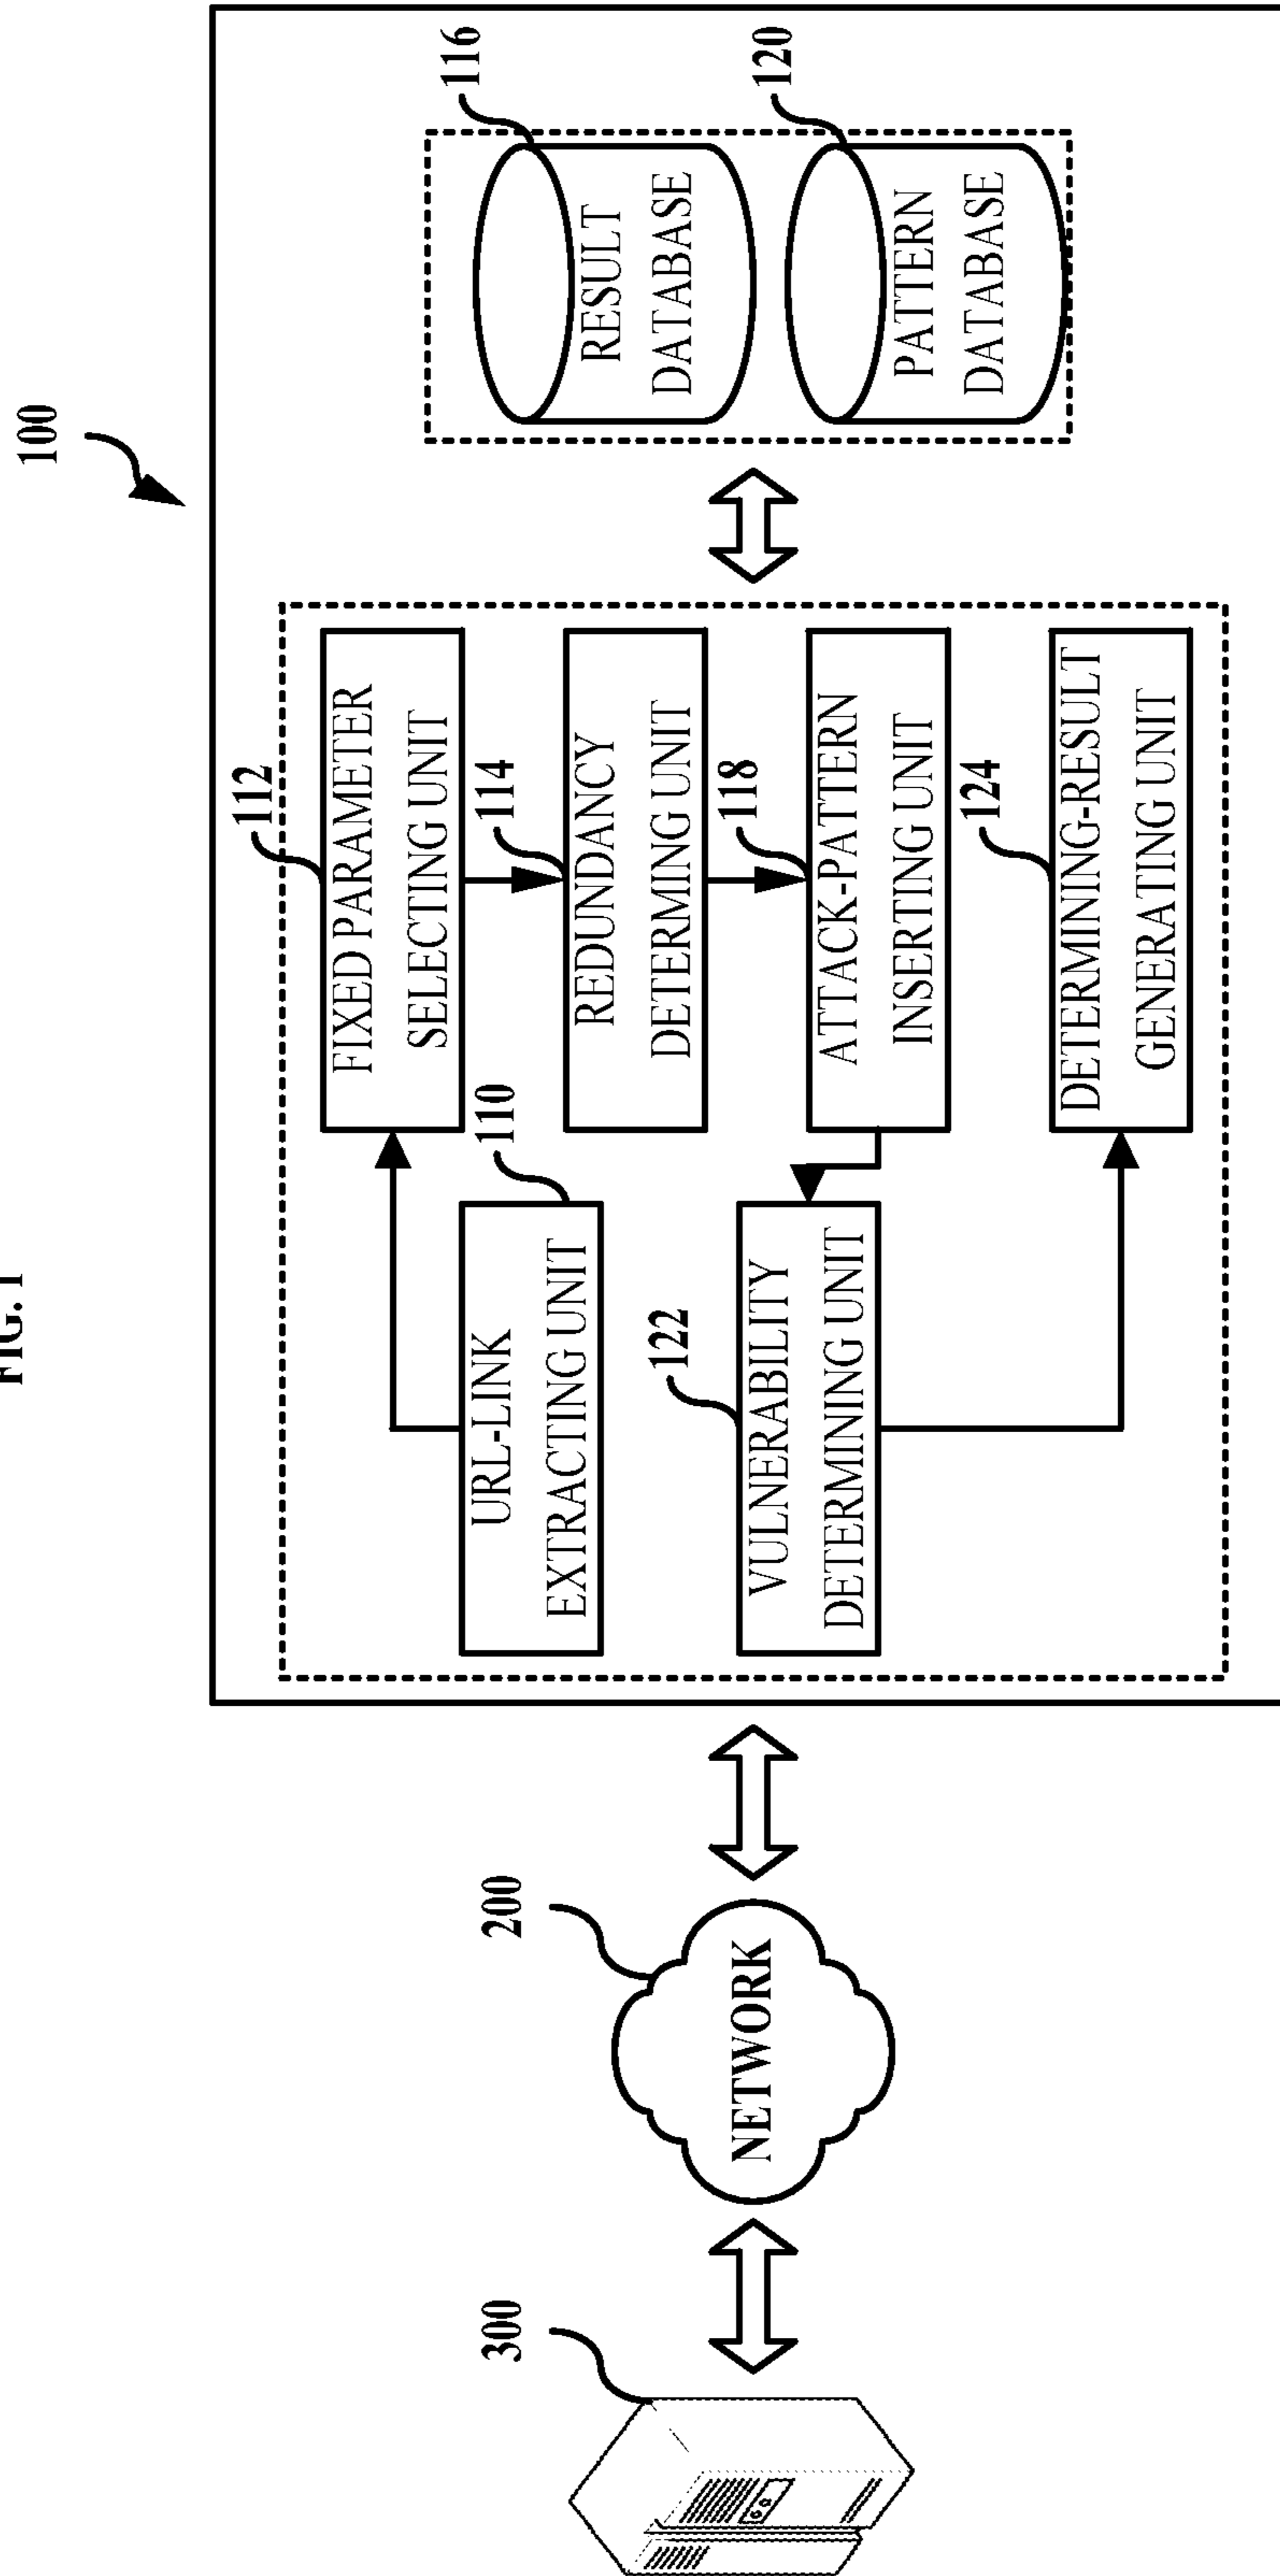 FIG. 1
100
300
200
NETWORK
110
URL-LINK
EXTRACTING UNIT
112
FIXED PARAMETER
SELECTING UNIT
114
REDUNDANCY
DETERMING UNIT
118
ATTACK-PATTERN
INSERTING UNIT
122
VULNERABILITY
DETERMINING UNIT
124
DETERMINING-RESULT
GENERATING UNIT
116
RESULT
DATABASE
120
PATTERN
DATABASE